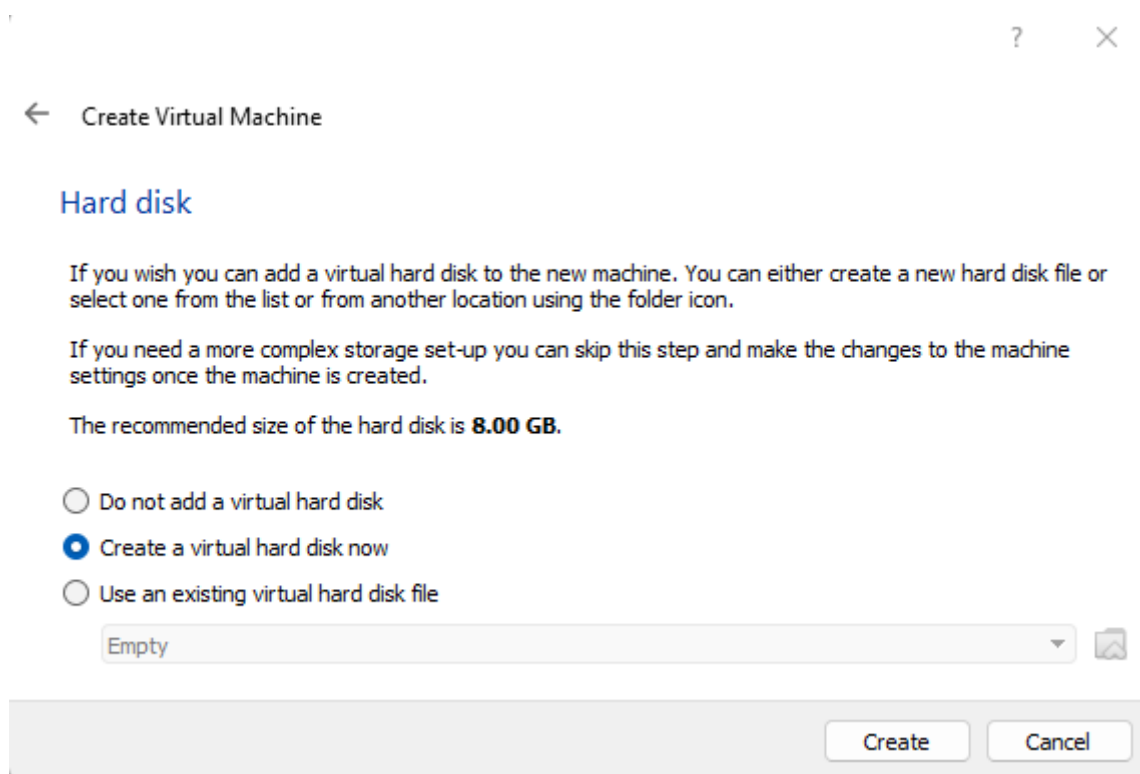 ?
Create Virtual Machine
Hard disk
If you wish you can add a virtual hard disk to the new machine. You can either create a new hard disk file or
select one from the list or from another location using the folder icon.
If you need a more complex storage set-up you can skip this step and make the changes to the machine
settings once the machine is created.
The recommended size of the hard disk is 8.00 GB.
Do not add a virtual hard disk
Create a virtual hard disk now
Use an existing virtual hard disk file
Empty
Create Cancel